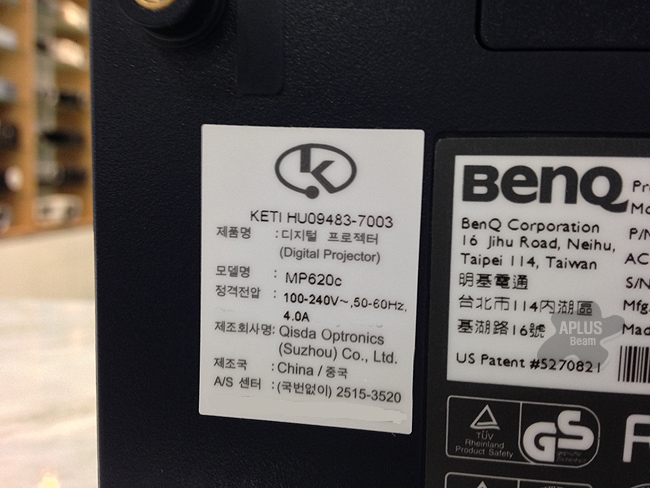 KETI HU09483-7003
제품명 : 디지털 프로젝터
(Digital Projector)
모델명 : MP620c
정격전압 : 100-240V~,50-60Hz,
4.0A
제조회사명: Qisda Optronics
(Suzhou) Co., Ltd.
제조국 : China / 중국
A/S 센터 : (국번없이) 2515-3520
BenQ
BenQ Corporation
16 Jihu Road, Neihu,
Taipei 114, Taiwan
明基電通
台北市114內湖區
基湖路16號
US Patent #5270821
P/N
AC
S/N
Mfg.
APLUS
Beam
TÜV
Rheinland
Product Safety
GS
geprüfte
Sicherheit